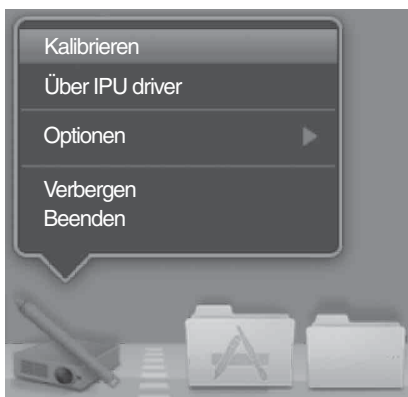 Kalibrieren
Über IPU driver
Optionen
Verbergen
Beenden